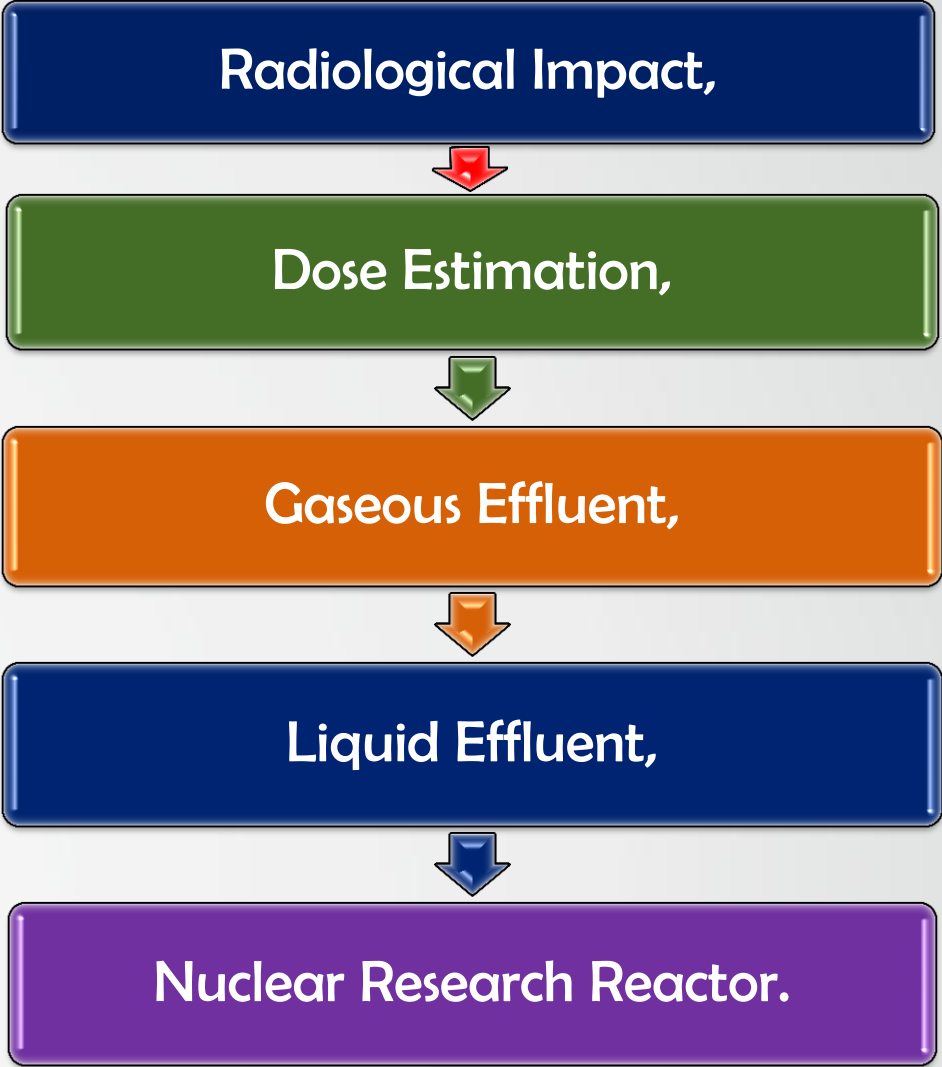 Radiological Impact,
Dose Estimation,
Gaseous Effluent,
Liquid Effluent,
Nuclear Research Reactor.